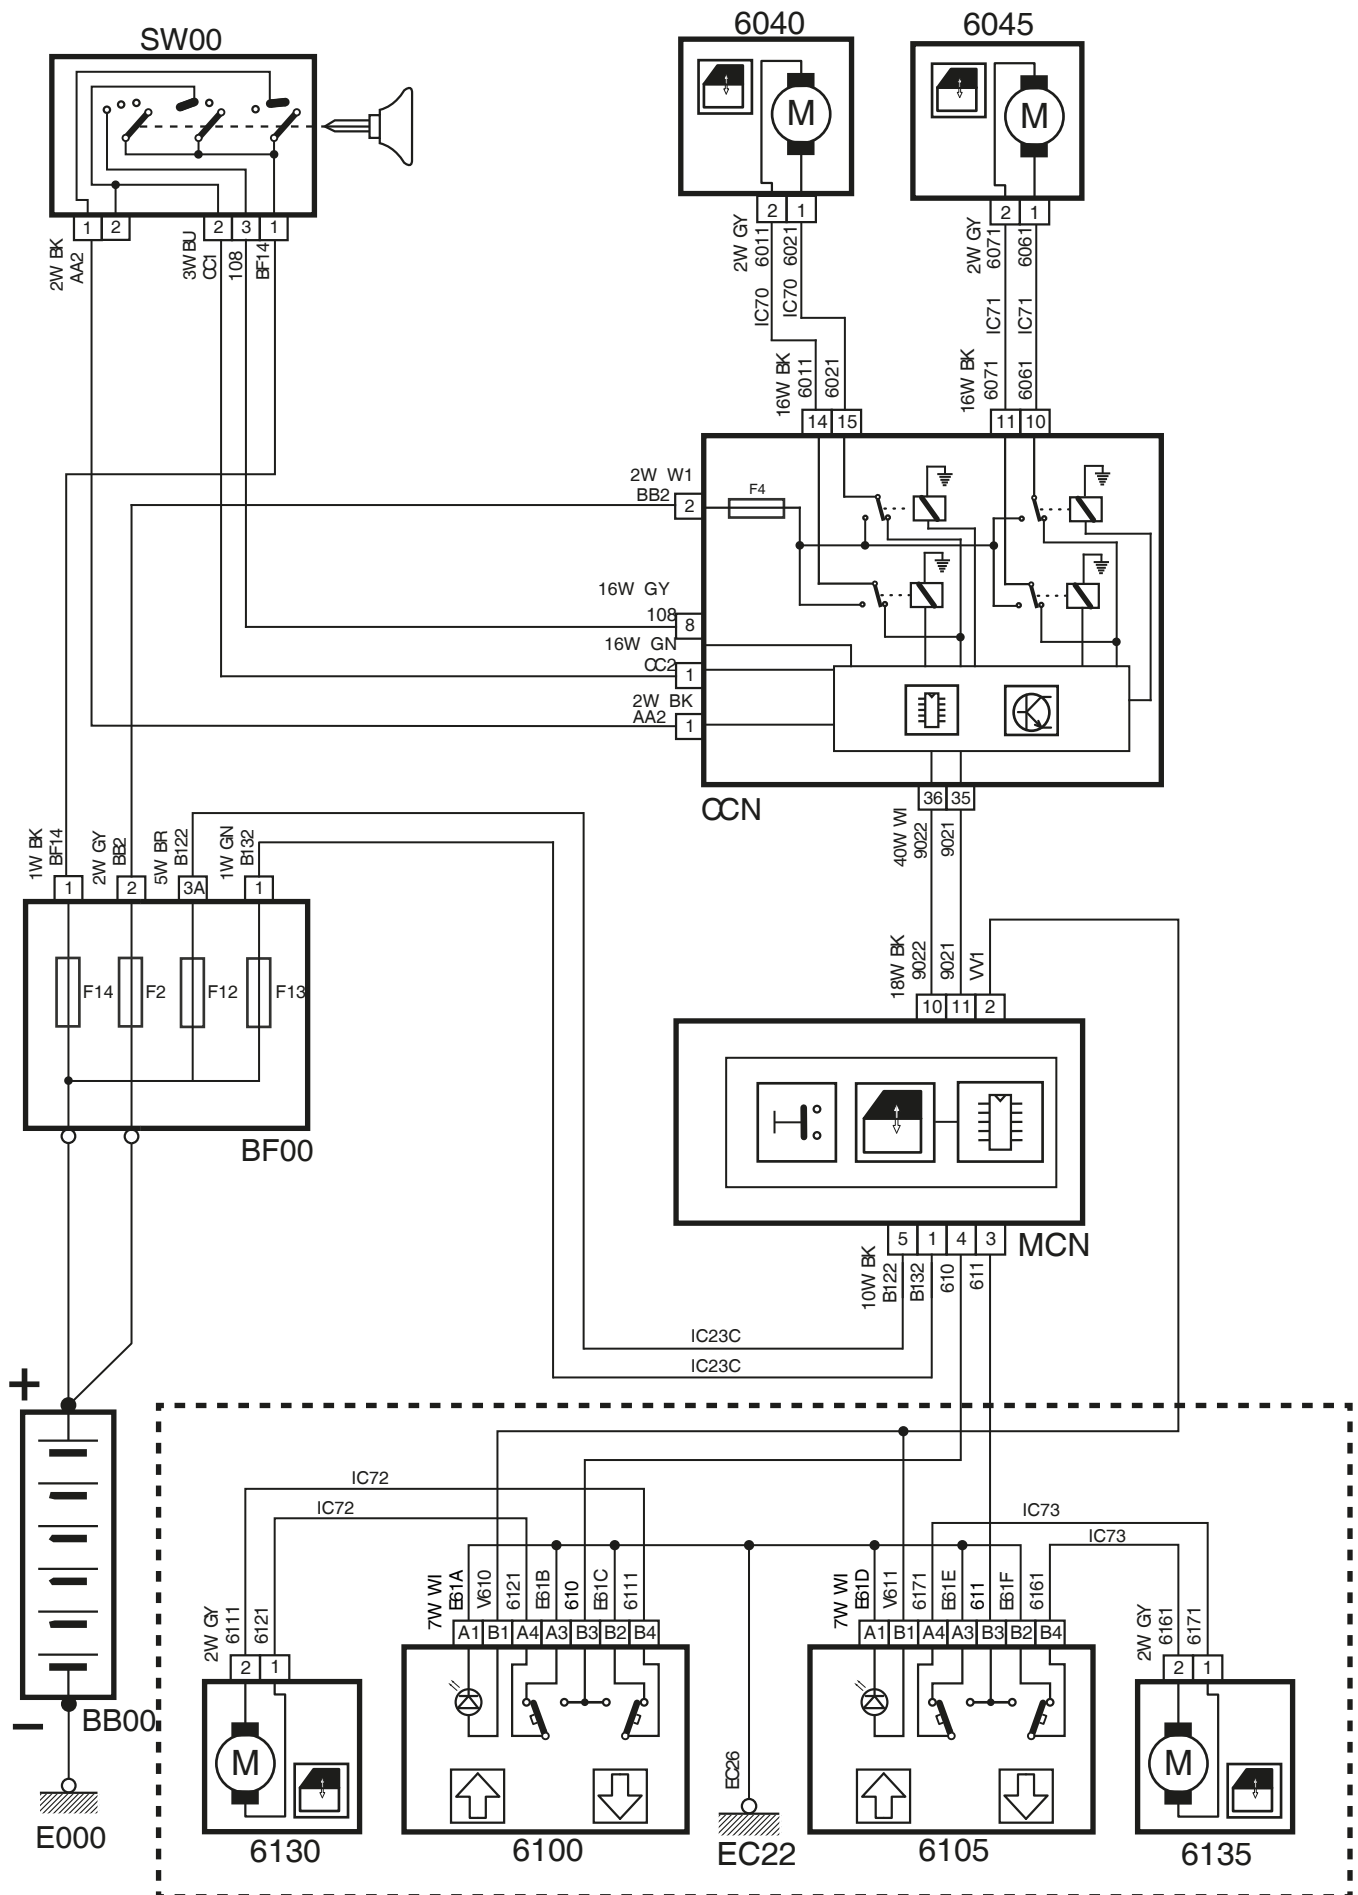 SW00
6040
6045
M
M
1
2
2
3
1
2
1
2
1
2W BK
AA2
3W BU
CC1
108
BF14
2W GY
6011
6021
2W GY
6071
6061
IC70
IC70
IC71
IC71
16W BK
6011
6021
16W BK
6071
6061
14
15
11
10
2W W1
BB2
2
F4
16W GY
108
8
16W GN
CC2
1
2W BK
AA2
1
CCN
36
35
40W WI
9022
9021
1W BK
BF14
2W GY
BB2
5W BR
B122
1W GN
B132
1
2
3A
1
18W BK
9022
9021
VV1
F14
F2
F12
F13
10
11
2
BF00
5
1
4
3
MCN
10W BK
B122
B132
610
611
IC23C
IC23C
+
IC72
IC72
IC73
IC73
7W WI
E61A
V610
6121
E61B
610
E61C
6111
7W WI
E61D
V611
6171
E61E
611
E61F
6161
2W GY
6111
6121
2W GY
6161
6171
A1
B1
A4
A3
B3
B2
B4
A1
B1
A4
A3
B3
B2
B4
2
1
2
1
BB00
–
M
EC26
M
E000
6130
6100
EC22
6105
6135